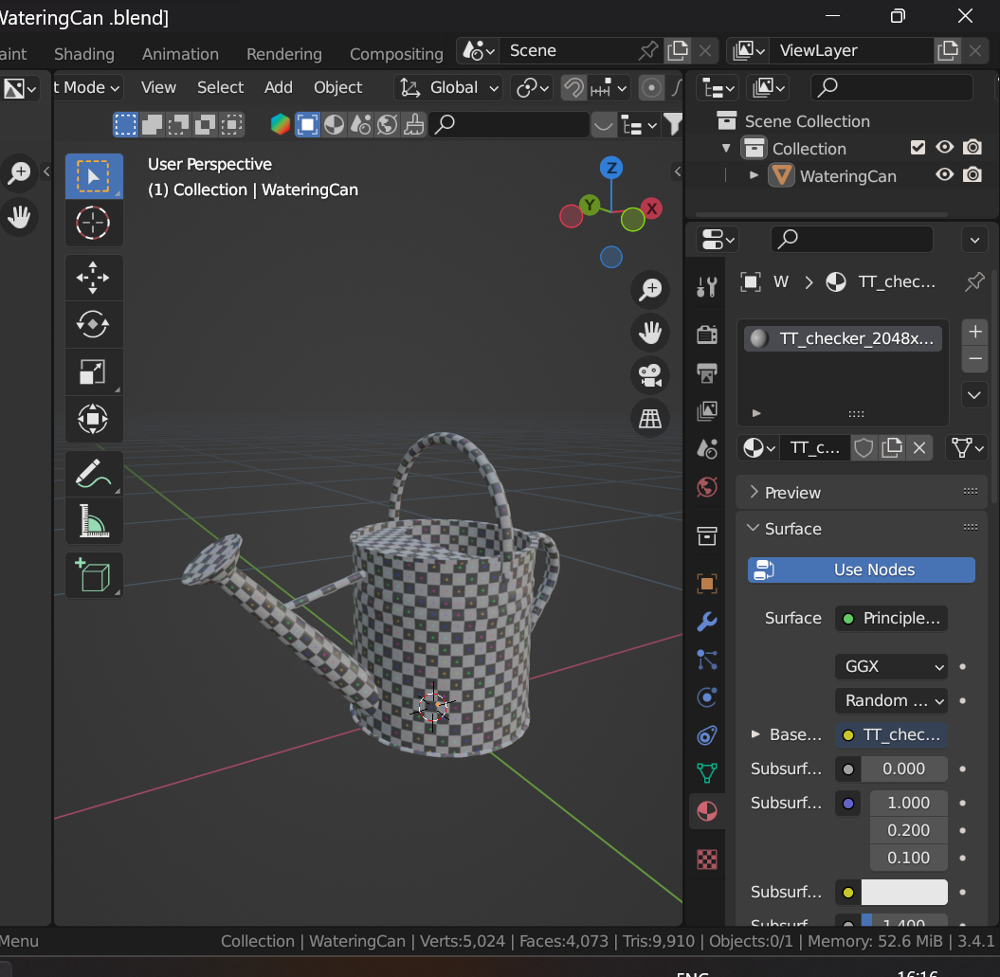 WateringCan .blend]
aint Shading Animation Rendering Compositing Scene ViewLayer
t Mode View Select Add Object Global
User Perspective
(1) Collection | WateringCan
Z
Y
X
Scene Collection
Collection
WateringCan
W TT_chec...
TT_checker_2048x...
TT_c...
Preview
Surface
Use Nodes
Surface Principle...
GGX
Random ...
Base... TT_chec...
Subsurf... 0.000
Subsurf... 1.000
0.200
0.100
Subsurf...
Subsurf... 1.400
Menu Collection | WateringCan | Verts:5,024 | Faces:4,073 | Tris:9,910 | Objects:0/1 | Memory: 52.6 MiB | 3.4.1
ENG 16:16